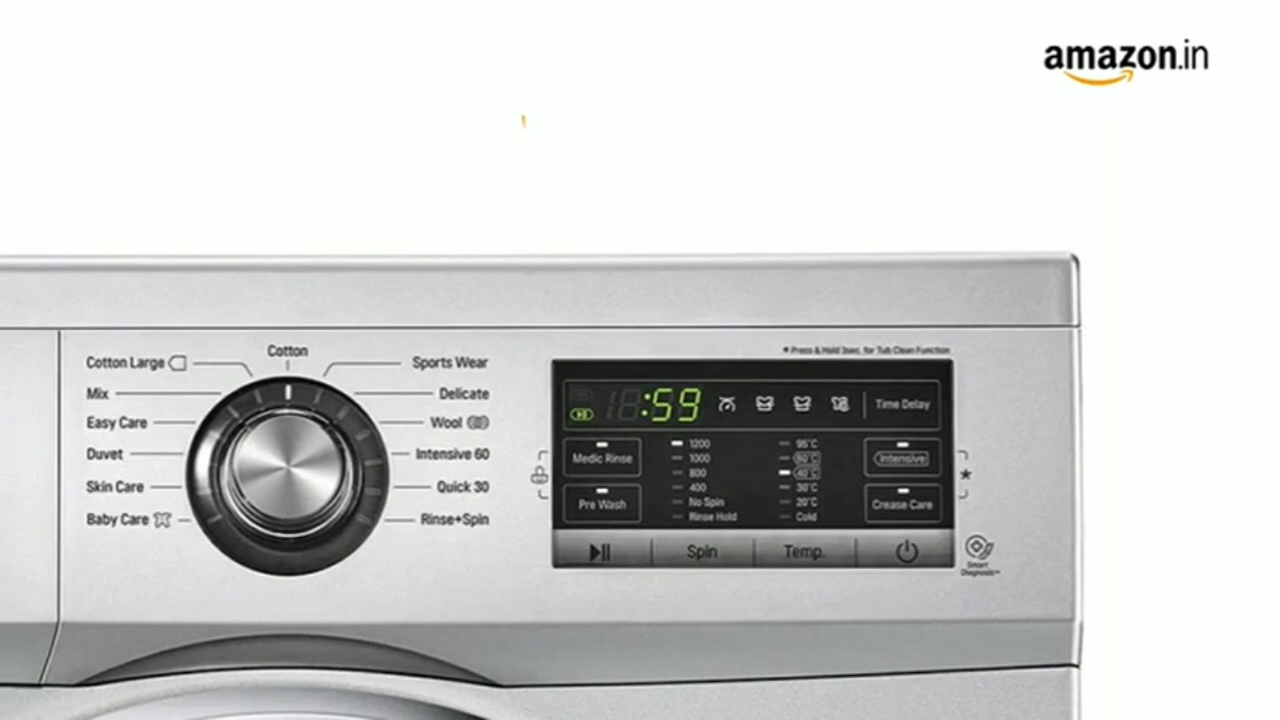 amazon.in
Cotton
Cotton Large
Sports Wear
Mix
Delicate
Easy Care
Wool
Duvet
Intensive 60
Skin Care
Quick 30
Baby Care
Rinse+Spin
* Press & Hold 3sec. for Tub Clean Function
18:59
Time Delay
Medic Rinse
Pre Wash
1200
1000
800
400
No Spin
Rinse Hold
95°C
60°C
40°C
30°C
20°C
Cold
Intensive
Crease Care
Spin
Temp.
Smart
Diagnosis™